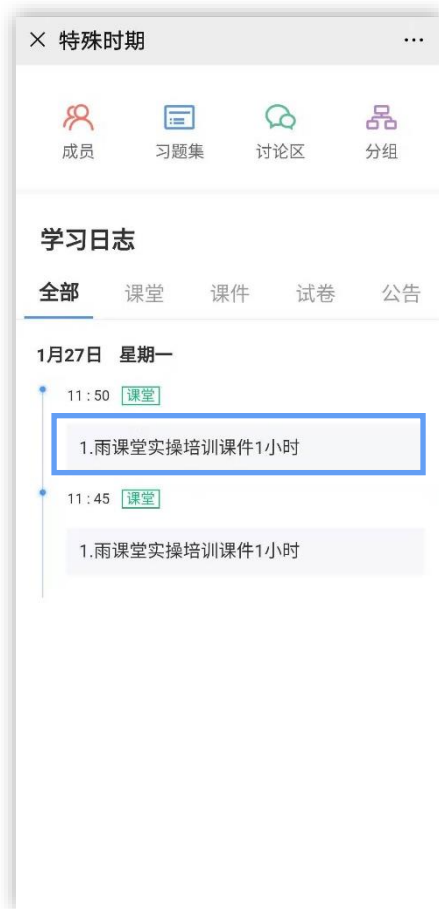 × 特殊时期 ...
成员 习题集 讨论区 分组
学习日志
全部 课堂 课件 试卷 公告
1月27日 星期一
11:50 课堂
1.雨课堂实操培训课件1小时
11:45 课堂
1.雨课堂实操培训课件1小时